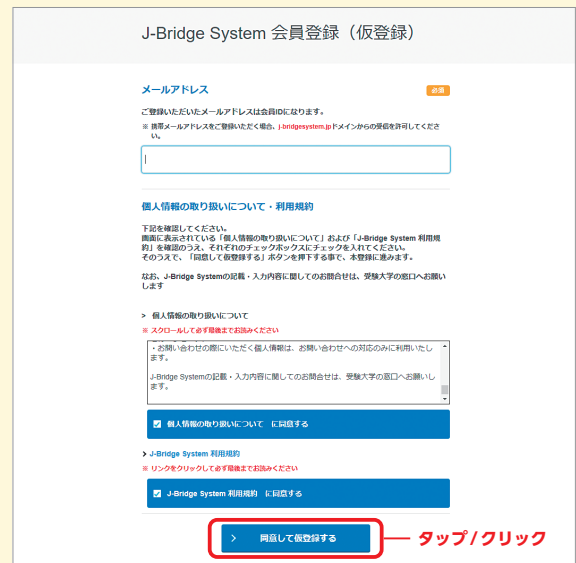 J-Bridge System 会員登録（仮登録）
メールアドレス
必須
ご登録いただいたメールアドレスは会員IDになります。
※ 携帯メールアドレスをご登録いただく場合、j-bridgesystem.jpドメインからの受信を許可してくださ
い。
個人情報の取り扱いについて・利用規約
下記を確認してください。
画面に表示されている「個人情報の取り扱いについて」および「J-Bridge System 利用規
約」を確認のうえ、それぞれのチェックボックスにチェックを入れてください。
そのうえで、「同意して仮登録する」ボタンを押下する事で、本登録に進みます。
なお、J-Bridge Systemの記載・入力内容に関してのお問合せは、受験大学の窓口へお願い
します
> 個人情報の取り扱いについて
※ スクロールして必ず最後までお読みください
・お問い合わせの際にいただく個人情報は、お問い合わせへの対応のみに利用いたし
ます。
J-Bridge Systemの記載・入力内容に関してのお問合せは、受験大学の窓口へお願いし
ます。
個人情報の取り扱いについて に同意する
> J-Bridge System 利用規約
※ リンクをクリックして必ず最後までお読みください
J-Bridge System 利用規約 に同意する
> 同意して仮登録する
タップ/クリック